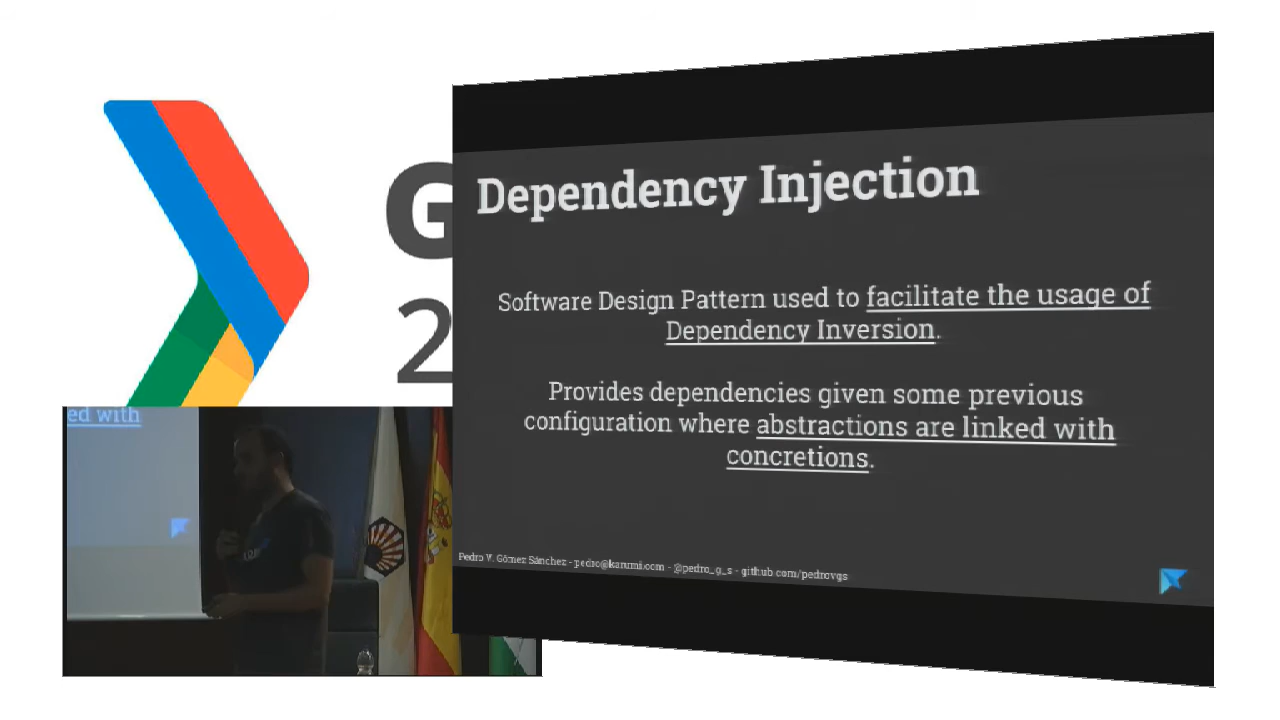 G
2
Dependency Injection
Software Design Pattern used to facilitate the usage of
Dependency Inversion.
Provides dependencies given some previous
configuration where abstractions are linked with
concretions.
Pedro V. Gómez Sánchez - pedro@karumi.com - @pedro_g_s - github.com/pedrovgs
ed with